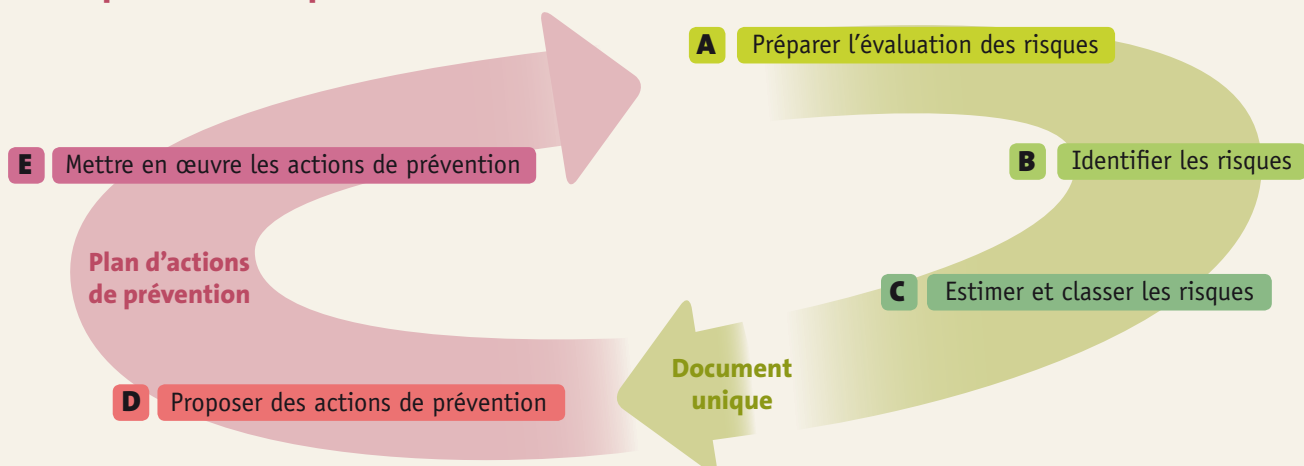 A Préparer l’évaluation des risques
B Identifier les risques
C Estimer et classer les risques
Document
unique
D Proposer des actions de prévention
Plan d’actions
de prévention
E Mettre en œuvre les actions de prévention